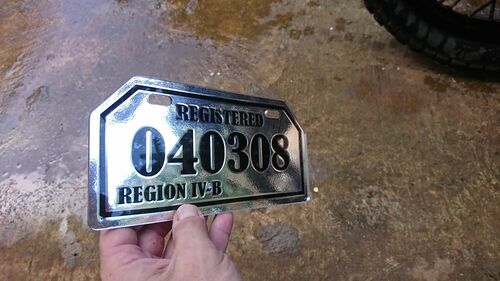 REGISTERED
040308
REGION IV-B